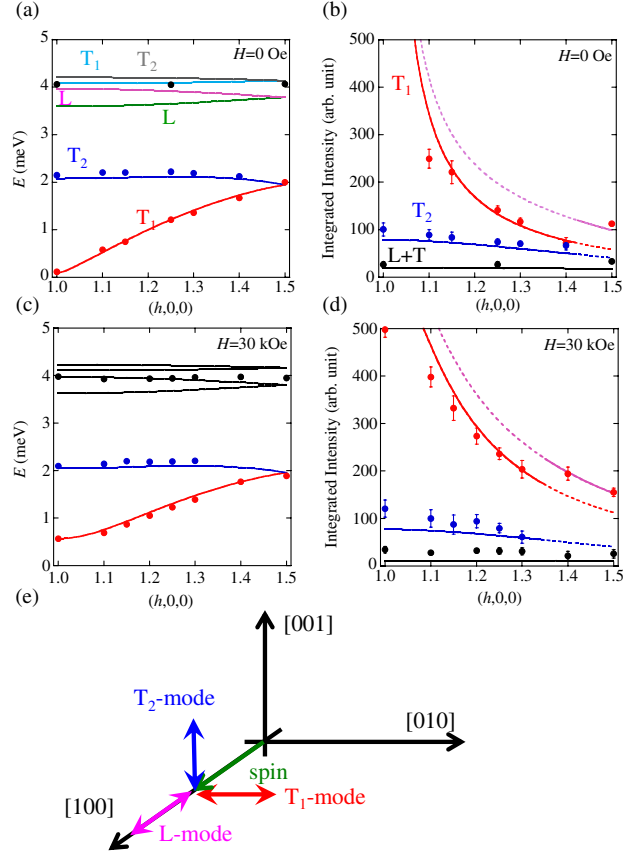 (a)
H=0 Oe
T1
T2
L
L
T2
T1
E (meV)
5
4
3
2
1
0
1.0 1.1 1.2 1.3 1.4 1.5
(h,0,0)
(b)
H=0 Oe
T1
T2
L+T
Integrated Intensity (arb. unit)
500
400
300
200
100
0
1.0 1.1 1.2 1.3 1.4 1.5
(h,0,0)
(c)
H=30 kOe
E (meV)
5
4
3
2
1
0
1.0 1.1 1.2 1.3 1.4 1.5
(h,0,0)
(d)
H=30 kOe
Integrated Intensity (arb. unit)
500
400
300
200
100
0
1.0 1.1 1.2 1.3 1.4 1.5
(h,0,0)
(e)
[001]
T2-mode
[010]
spin
[100]
T1-mode
L-mode